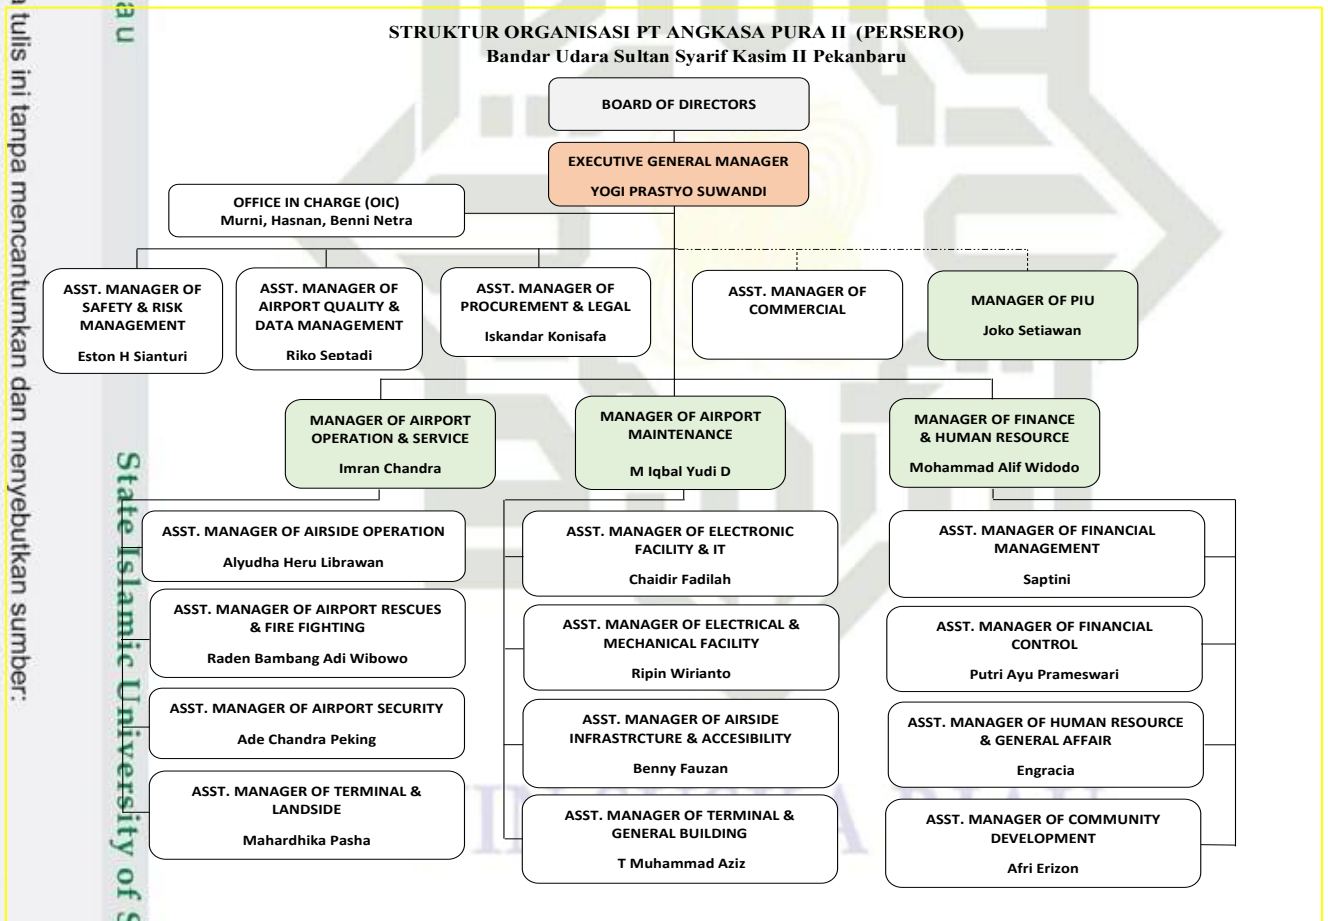 STRUKTUR ORGANISASI PT ANGKASA PURA II (PERSERO)
Bandar Udara Sultan Syarif Kasim II Pekanbaru
BOARD OF DIRECTORS
EXECUTIVE GENERAL MANAGER
YOGI PRASTYO SUWANDI
OFFICE IN CHARGE (OIC)
Murni, Hasnan, Benni Netra
ASST. MANAGER OF
SAFETY & RISK
MANAGEMENT
Eston H Sianturi
ASST. MANAGER OF
AIRPORT QUALITY &
DATA MANAGEMENT
Riko Septadi
ASST. MANAGER OF
PROCUREMENT & LEGAL
Iskandar Konisafa
ASST. MANAGER OF
COMMERCIAL
MANAGER OF PIU
Joko Setiawan
MANAGER OF AIRPORT
OPERATION & SERVICE
Imran Chandra
MANAGER OF AIRPORT
MAINTENANCE
M Iqbal Yudi D
MANAGER OF FINANCE
& HUMAN RESOURCE
Mohammad Alif Widodo
ASST. MANAGER OF AIRSIDE OPERATION
Alyudha Heru Librawan
ASST. MANAGER OF AIRPORT RESCUES
& FIRE FIGHTING
Raden Bambang Adi Wibowo
ASST. MANAGER OF AIRPORT SECURITY
Ade Chandra Peking
ASST. MANAGER OF TERMINAL &
LANDSIDE
Mahardhika Pasha
ASST. MANAGER OF ELECTRONIC
FACILITY & IT
Chaidir Fadilah
ASST. MANAGER OF ELECTRICAL &
MECHANICAL FACILITY
Ripin Wirianto
ASST. MANAGER OF AIRSIDE
INFRASTRCTURE & ACCESIBILITY
Benny Fauzan
ASST. MANAGER OF TERMINAL &
GENERAL BUILDING
T Muhammad Aziz
ASST. MANAGER OF FINANCIAL
MANAGEMENT
Saptini
ASST. MANAGER OF FINANCIAL
CONTROL
Putri Ayu Prameswari
ASST. MANAGER OF HUMAN RESOURCE
& GENERAL AFFAIR
Engracia
ASST. MANAGER OF COMMUNITY
DEVELOPMENT
Afri Erizon
tulis ini tampa mencantumkan dan menyebutkan sumber:
au
State Islamic University of